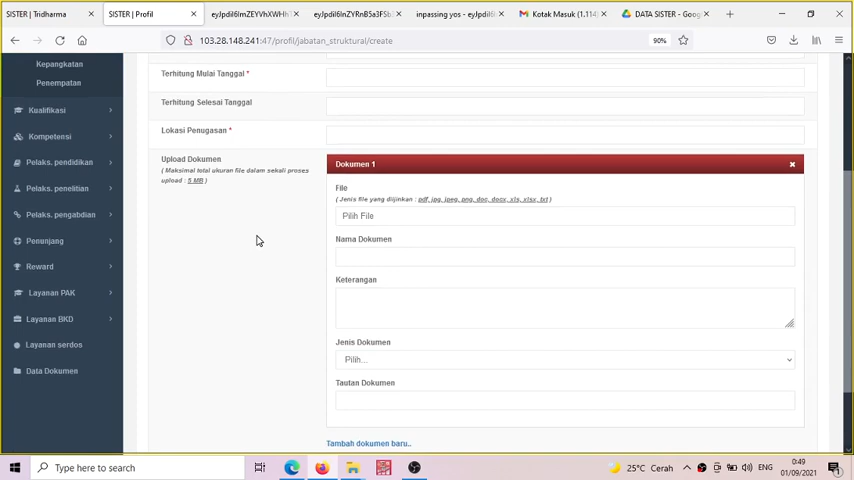 SISTER | Tridharma
SISTER | Profil
eyJpdiI6ImZEYVhXWHh1
eyJpdiI6InZYRnB5a3FSb
inpassing yos - eyJpdiI6I
Kotak Masuk (1.114)
DATA SISTER - Goog
103.28.148.241:47/profil/jabatan_struktural/create
90%
Kepangkatan
Penempatan
Kualifikasi
Kompetensi
Pelaks. pendidikan
Pelaks. penelitian
Pelaks. pengabdian
Penunjang
Reward
Layanan PAK
Layanan BKD
Layanan serdos
Data Dokumen
Terhitung Mulai Tanggal *
Terhitung Selesai Tanggal
Lokasi Penugasan *
Upload Dokumen
( Maksimal total ukuran file dalam sekali proses
upload : 5 MB )
Dokumen 1
File
( Jenis file yang diijinkan : pdf, jpg, jpeg, png, doc, docx, xls, xlsx, txt )
Pilih File
Nama Dokumen
Keterangan
Jenis Dokumen
Pilih...
Tautan Dokumen
Tambah dokumen baru..
Type here to search
25°C Cerah
ENG
0:49
01/09/2021
1